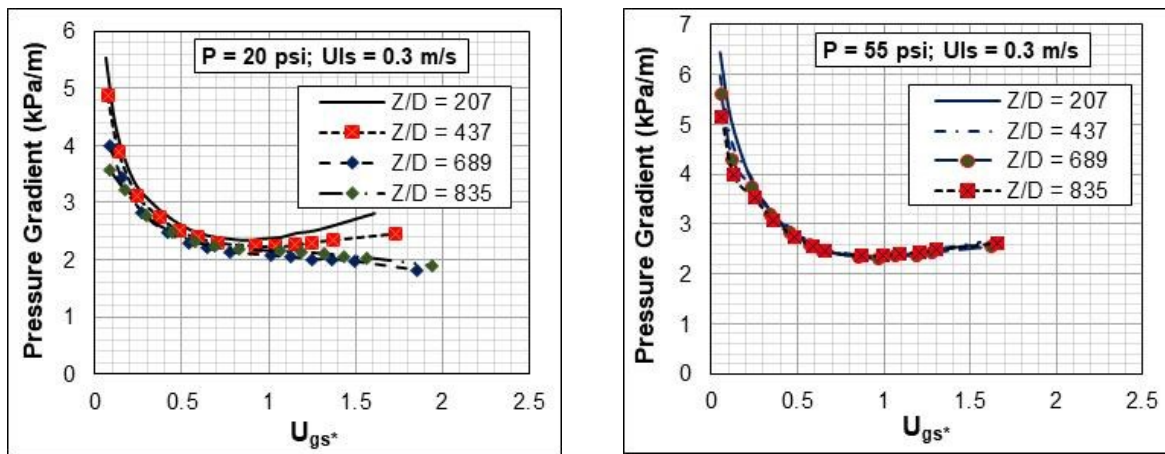 Pressure Gradient (kPa/m)
6
5
4
3
2
1
0
P = 20 psi; Uls = 0.3 m/s
Z/D = 207
Z/D = 437
Z/D = 689
Z/D = 835
0 0.5 1 1.5 2 2.5
Ugs*
Pressure Gradient (kPa/m)
7
6
5
4
3
2
1
0
P = 55 psi; Uls = 0.3 m/s
Z/D = 207
Z/D = 437
Z/D = 689
Z/D = 835
0 0.5 1 1.5 2 2.5
Ugs*